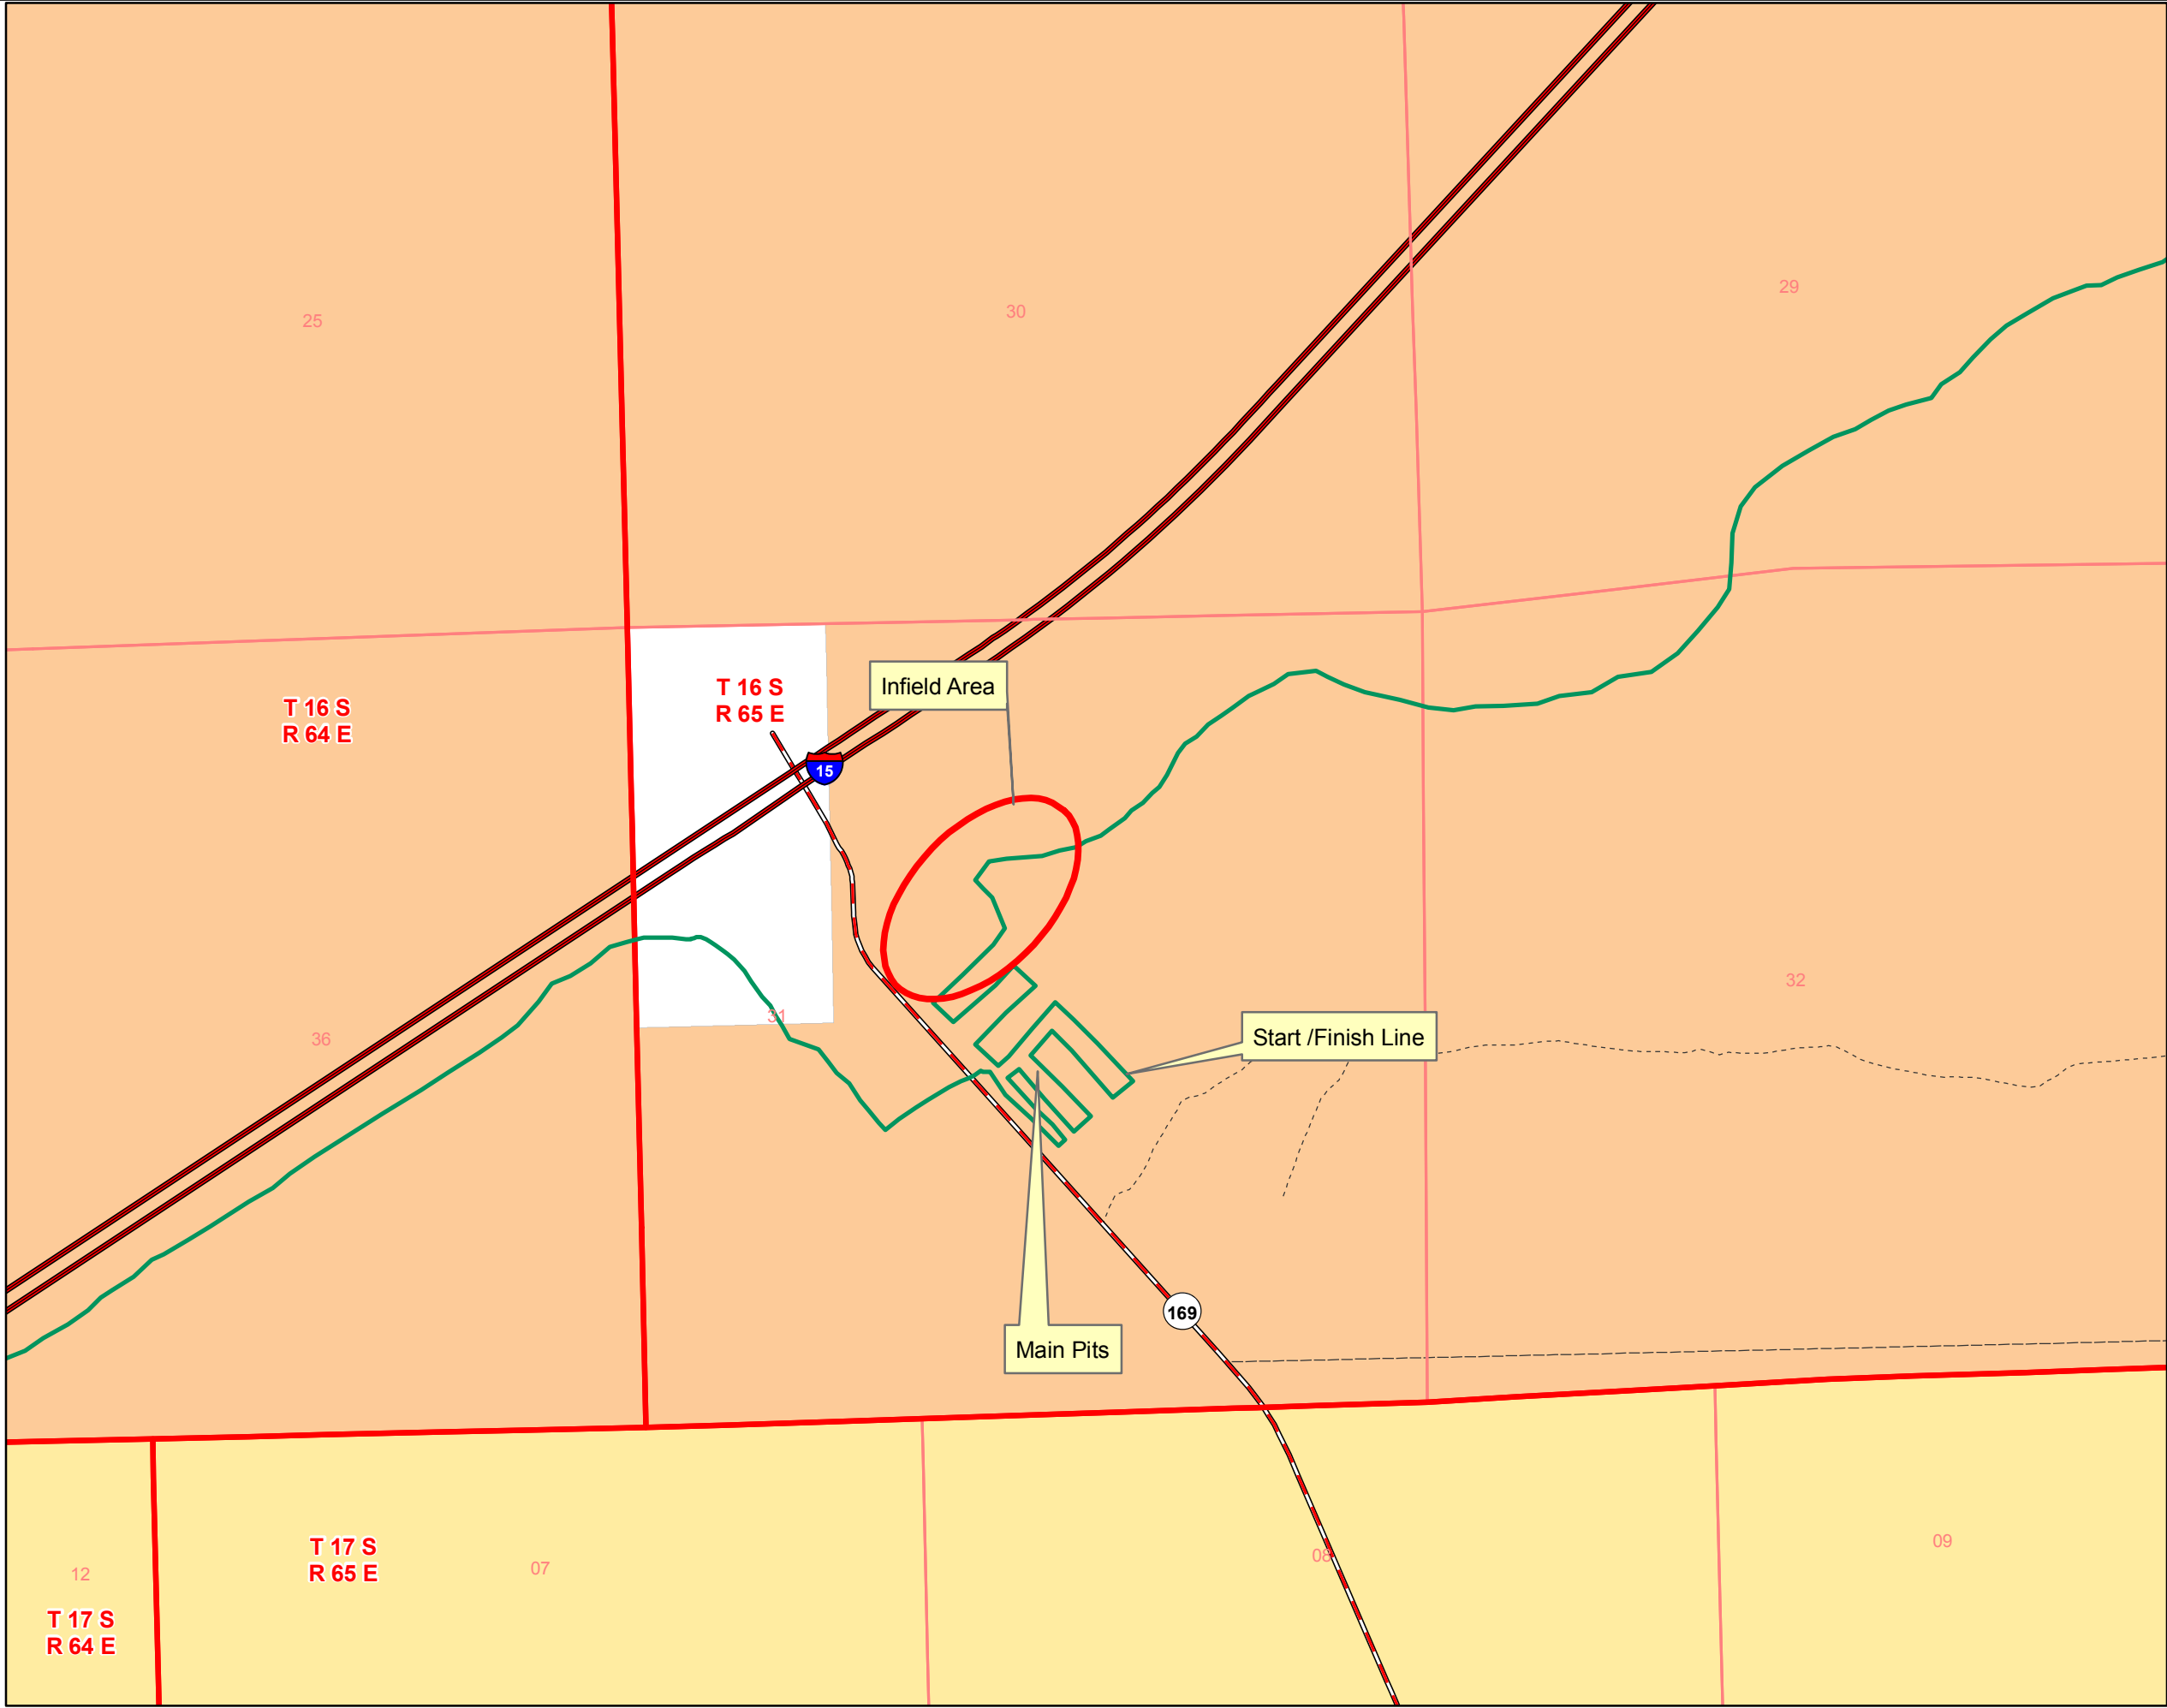 29
30
25
Infield Area
T 16 S
R 65 E
T 16 S
R 64 E
15
32
31
Start /Finish Line
36
169
Main Pits
09
T 17 S
R 65 E
08
07
12
T 17 S
R 64 E